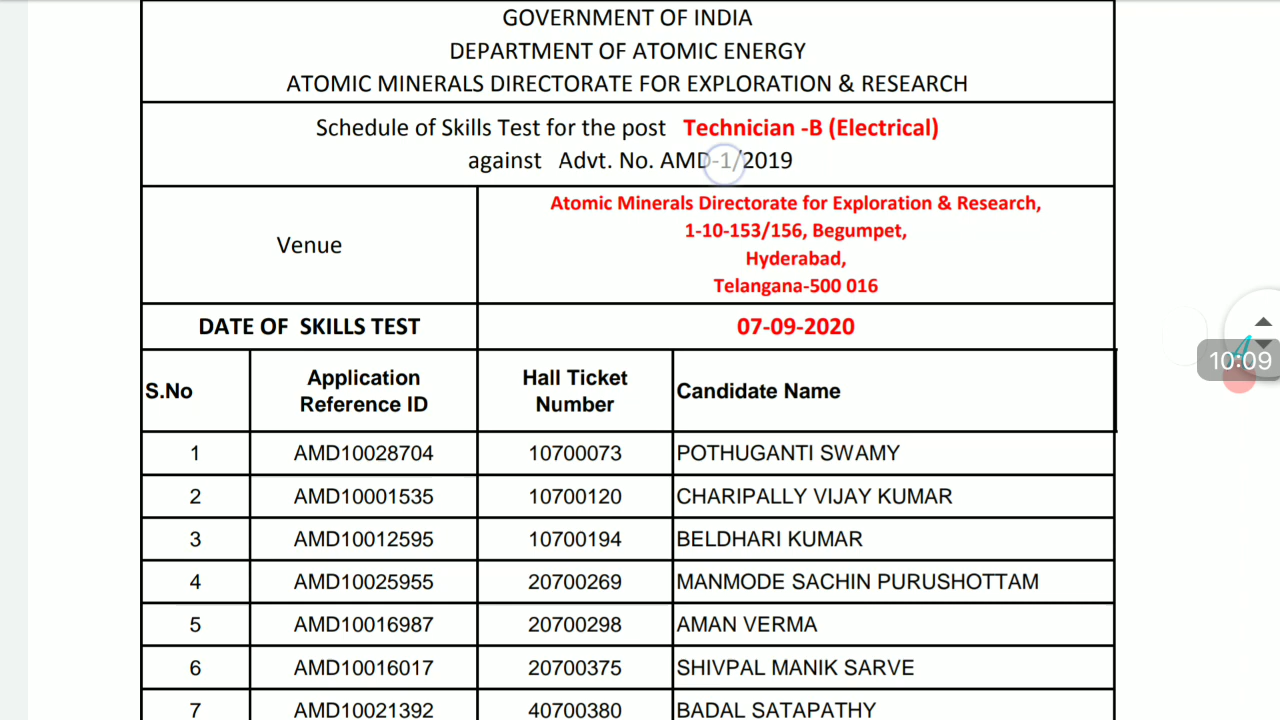 GOVERNMENT OF INDIA
DEPARTMENT OF ATOMIC ENERGY
ATOMIC MINERALS DIRECTORATE FOR EXPLORATION & RESEARCH
Schedule of Skills Test for the post Technician -B (Electrical)
against Advt. No. AMD-1/2019
Venue
Atomic Minerals Directorate for Exploration & Research,
1-10-153/156, Begumpet,
Hyderabad,
Telangana-500 016
DATE OF SKILLS TEST 07-09-2020
10:09
S.No Application Reference ID Hall Ticket Number Candidate Name
1 AMD10028704 10700073 POTHUGANTI SWAMY
2 AMD10001535 10700120 CHARIPALLY VIJAY KUMAR
3 AMD10012595 10700194 BELDHARI KUMAR
4 AMD10025955 20700269 MANMODE SACHIN PURUSHOTTAM
5 AMD10016987 20700298 AMAN VERMA
6 AMD10016017 20700375 SHIVPAL MANIK SARVE
7 AMD10021392 40700380 BADAL SATAPATHY